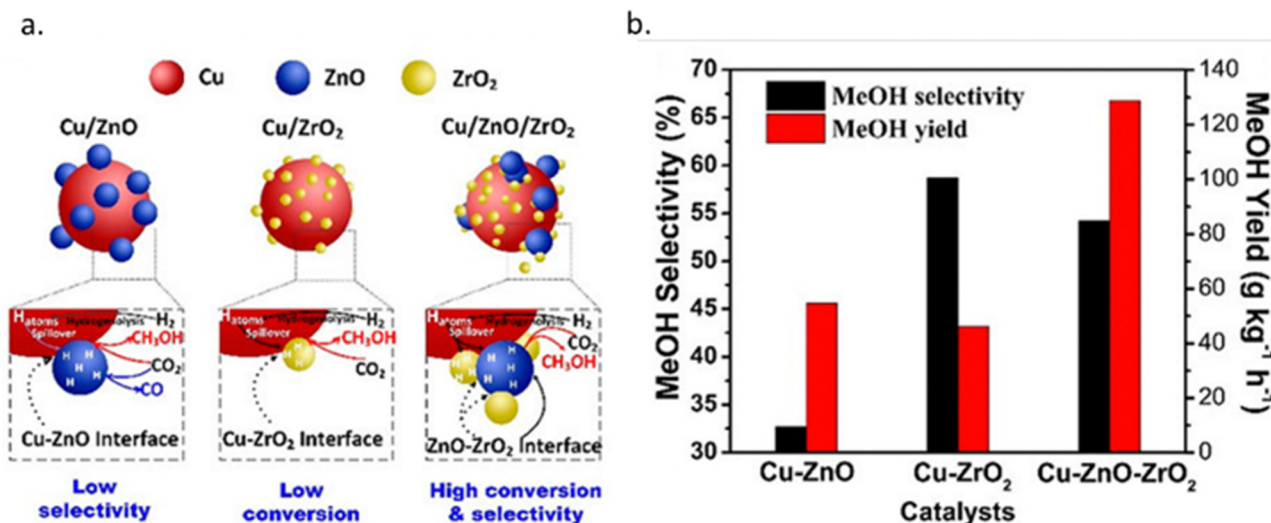 a.
Cu
ZnO
ZrO₂
Cu/ZnO
Cu/ZrO₂
Cu/ZnO/ZrO₂
H atoms
Spillover
Hydrogenolysis
H₂
CH₃OH
CO₂
CO
H
H
H
H
Cu-ZnO Interface
H atoms
Spillover
Hydrogenolysis
H₂
CH₃OH
CO₂
H H
H
Cu-ZrO₂ Interface
H atoms
Spillover
Hydrogenolysis
H₂
CO₂
CH₃OH
ZnO-ZrO₂ Interface
Low
selectivity
Low
conversion
High conversion
& selectivity
b.
MeOH Selectivity (%)
70
65
60
55
50
45
40
35
30
MeOH selectivity
MeOH yield
140
120
100
80
60
40
20
0
MeOH Yield (g kg⁻¹ h⁻¹)
Cu-ZnO
Cu-ZrO₂
Cu-ZnO-ZrO₂
Catalysts